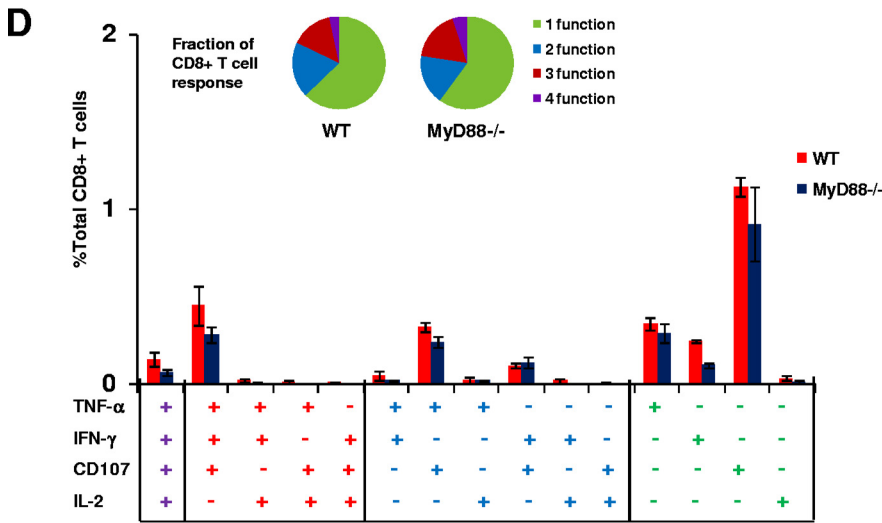 D
2
1
0
%Total CD8+ T cells
Fraction of
CD8+ T cell
response
WT
MyD88-/-
1 function
2 function
3 function
4 function
WT
MyD88-/-
TNF-α + + + + - + + + - - - + - - -
IFN-γ + + + - + + - - + + - - + - -
CD107 + + - + + - + - + - + - - + -
IL-2 + - + + + - - + - + + - - - +